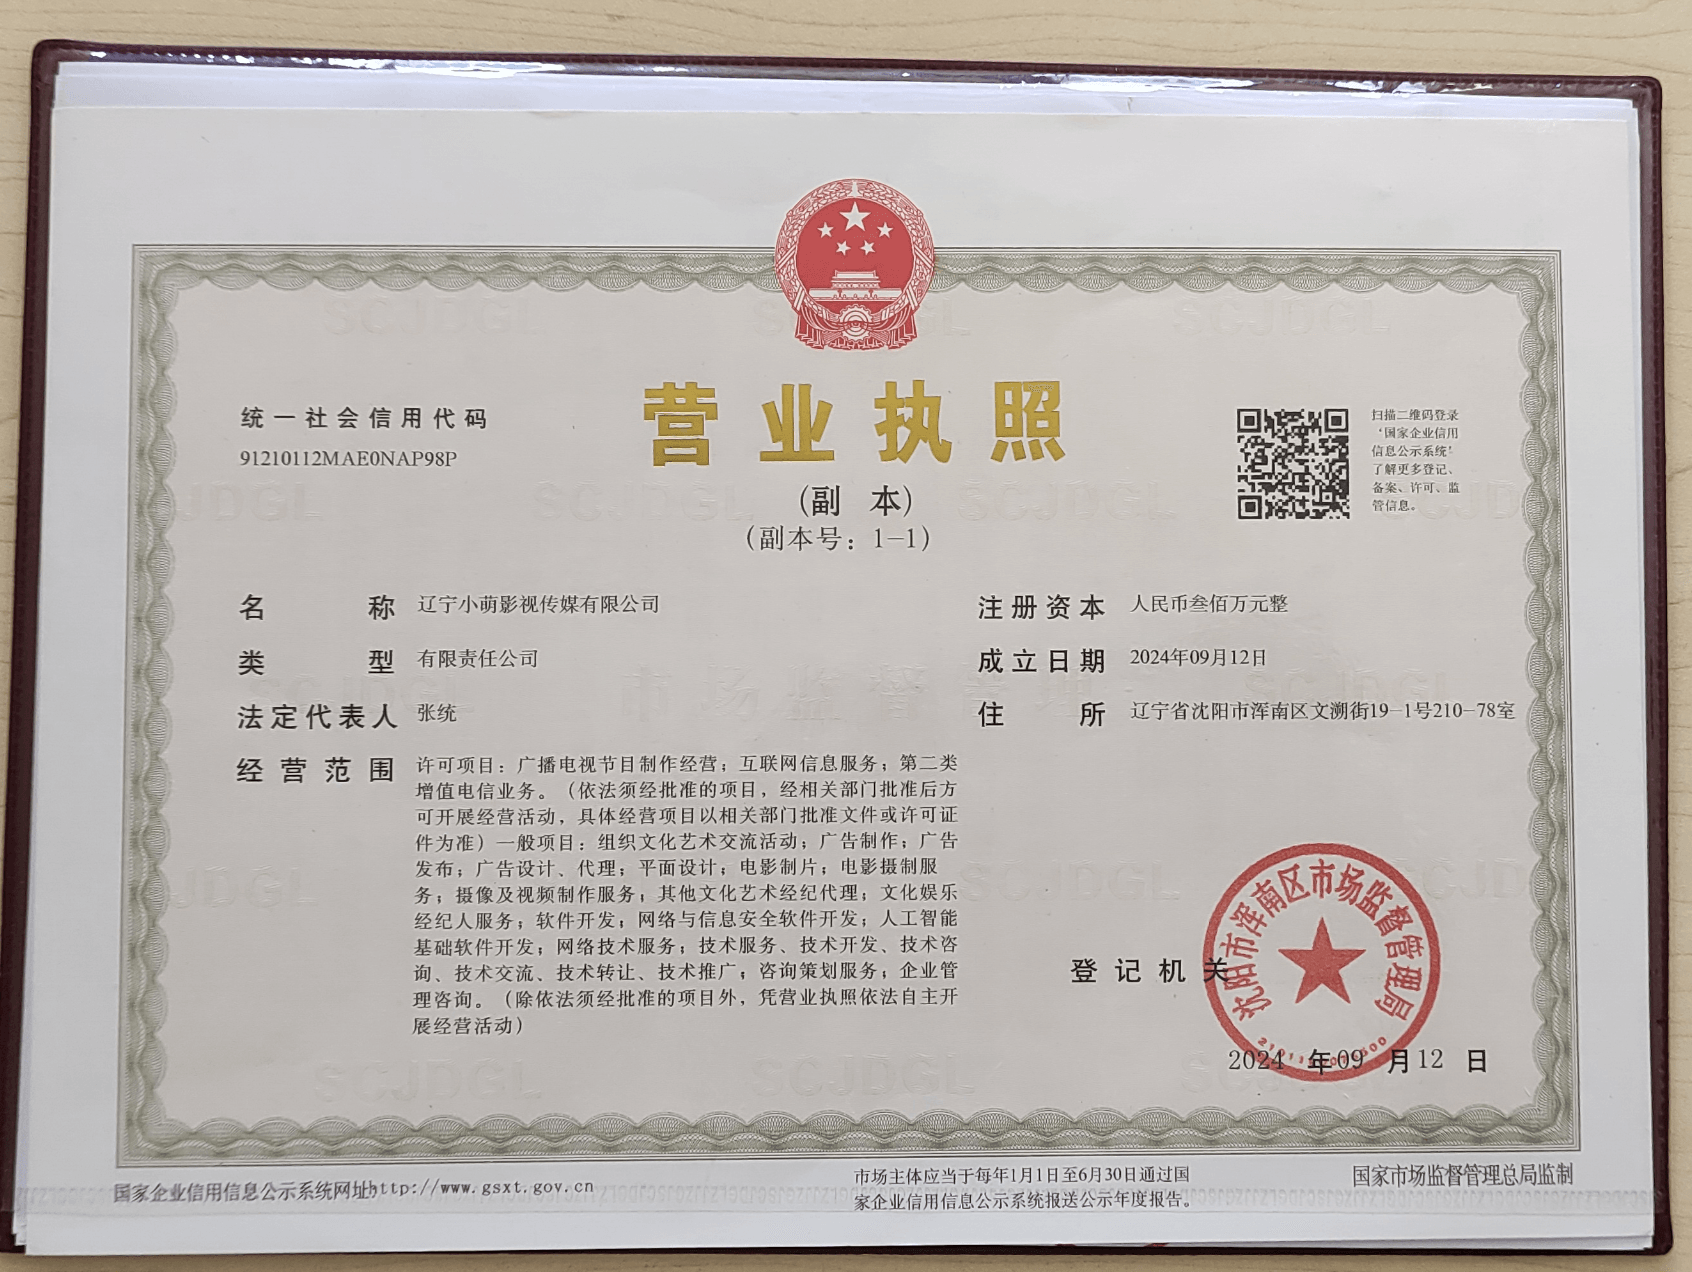 统一社会信用代码
91210112MAE0NAP98P
营业执照
（副 本）
（副本号：1-1）
扫描二维码登录
‘国家企业信用
信息公示系统’
了解更多登记、
备案、许可、监
管信息。
名 称 辽宁小萌影视传媒有限公司
类 型 有限责任公司
法定代表人 张统
经营范围 许可项目：广播电视节目制作经营；互联网信息服务；第二类
增值电信业务。（依法须经批准的项目，经相关部门批准后方
可开展经营活动，具体经营项目以相关部门批准文件或许可证
件为准）一般项目：组织文化艺术交流活动；广告制作；广告
发布；广告设计、代理；平面设计；电影制片；电影摄制服
务；摄像及视频制作服务；其他文化艺术经纪代理；文化娱乐
经纪人服务；软件开发；网络与信息安全软件开发；人工智能
基础软件开发；网络技术服务；技术服务、技术开发、技术咨
询、技术交流、技术转让、技术推广；咨询策划服务；企业管
理咨询。（除依法须经批准的项目外，凭营业执照依法自主开
展经营活动）
注册资本 人民币叁佰万元整
成立日期 2024年09月12日
住 所 辽宁省沈阳市浑南区文溯街19-1号210-78室
登记机关
沈阳市浑南区市场监督管理局
2024 年09 月12 日
国家企业信用信息公示系统网址http://www.gsxt.gov.cn
市场主体应当于每年1月1日至6月30日通过国
家企业信用信息公示系统报送公示年度报告。
国家市场监督管理总局监制